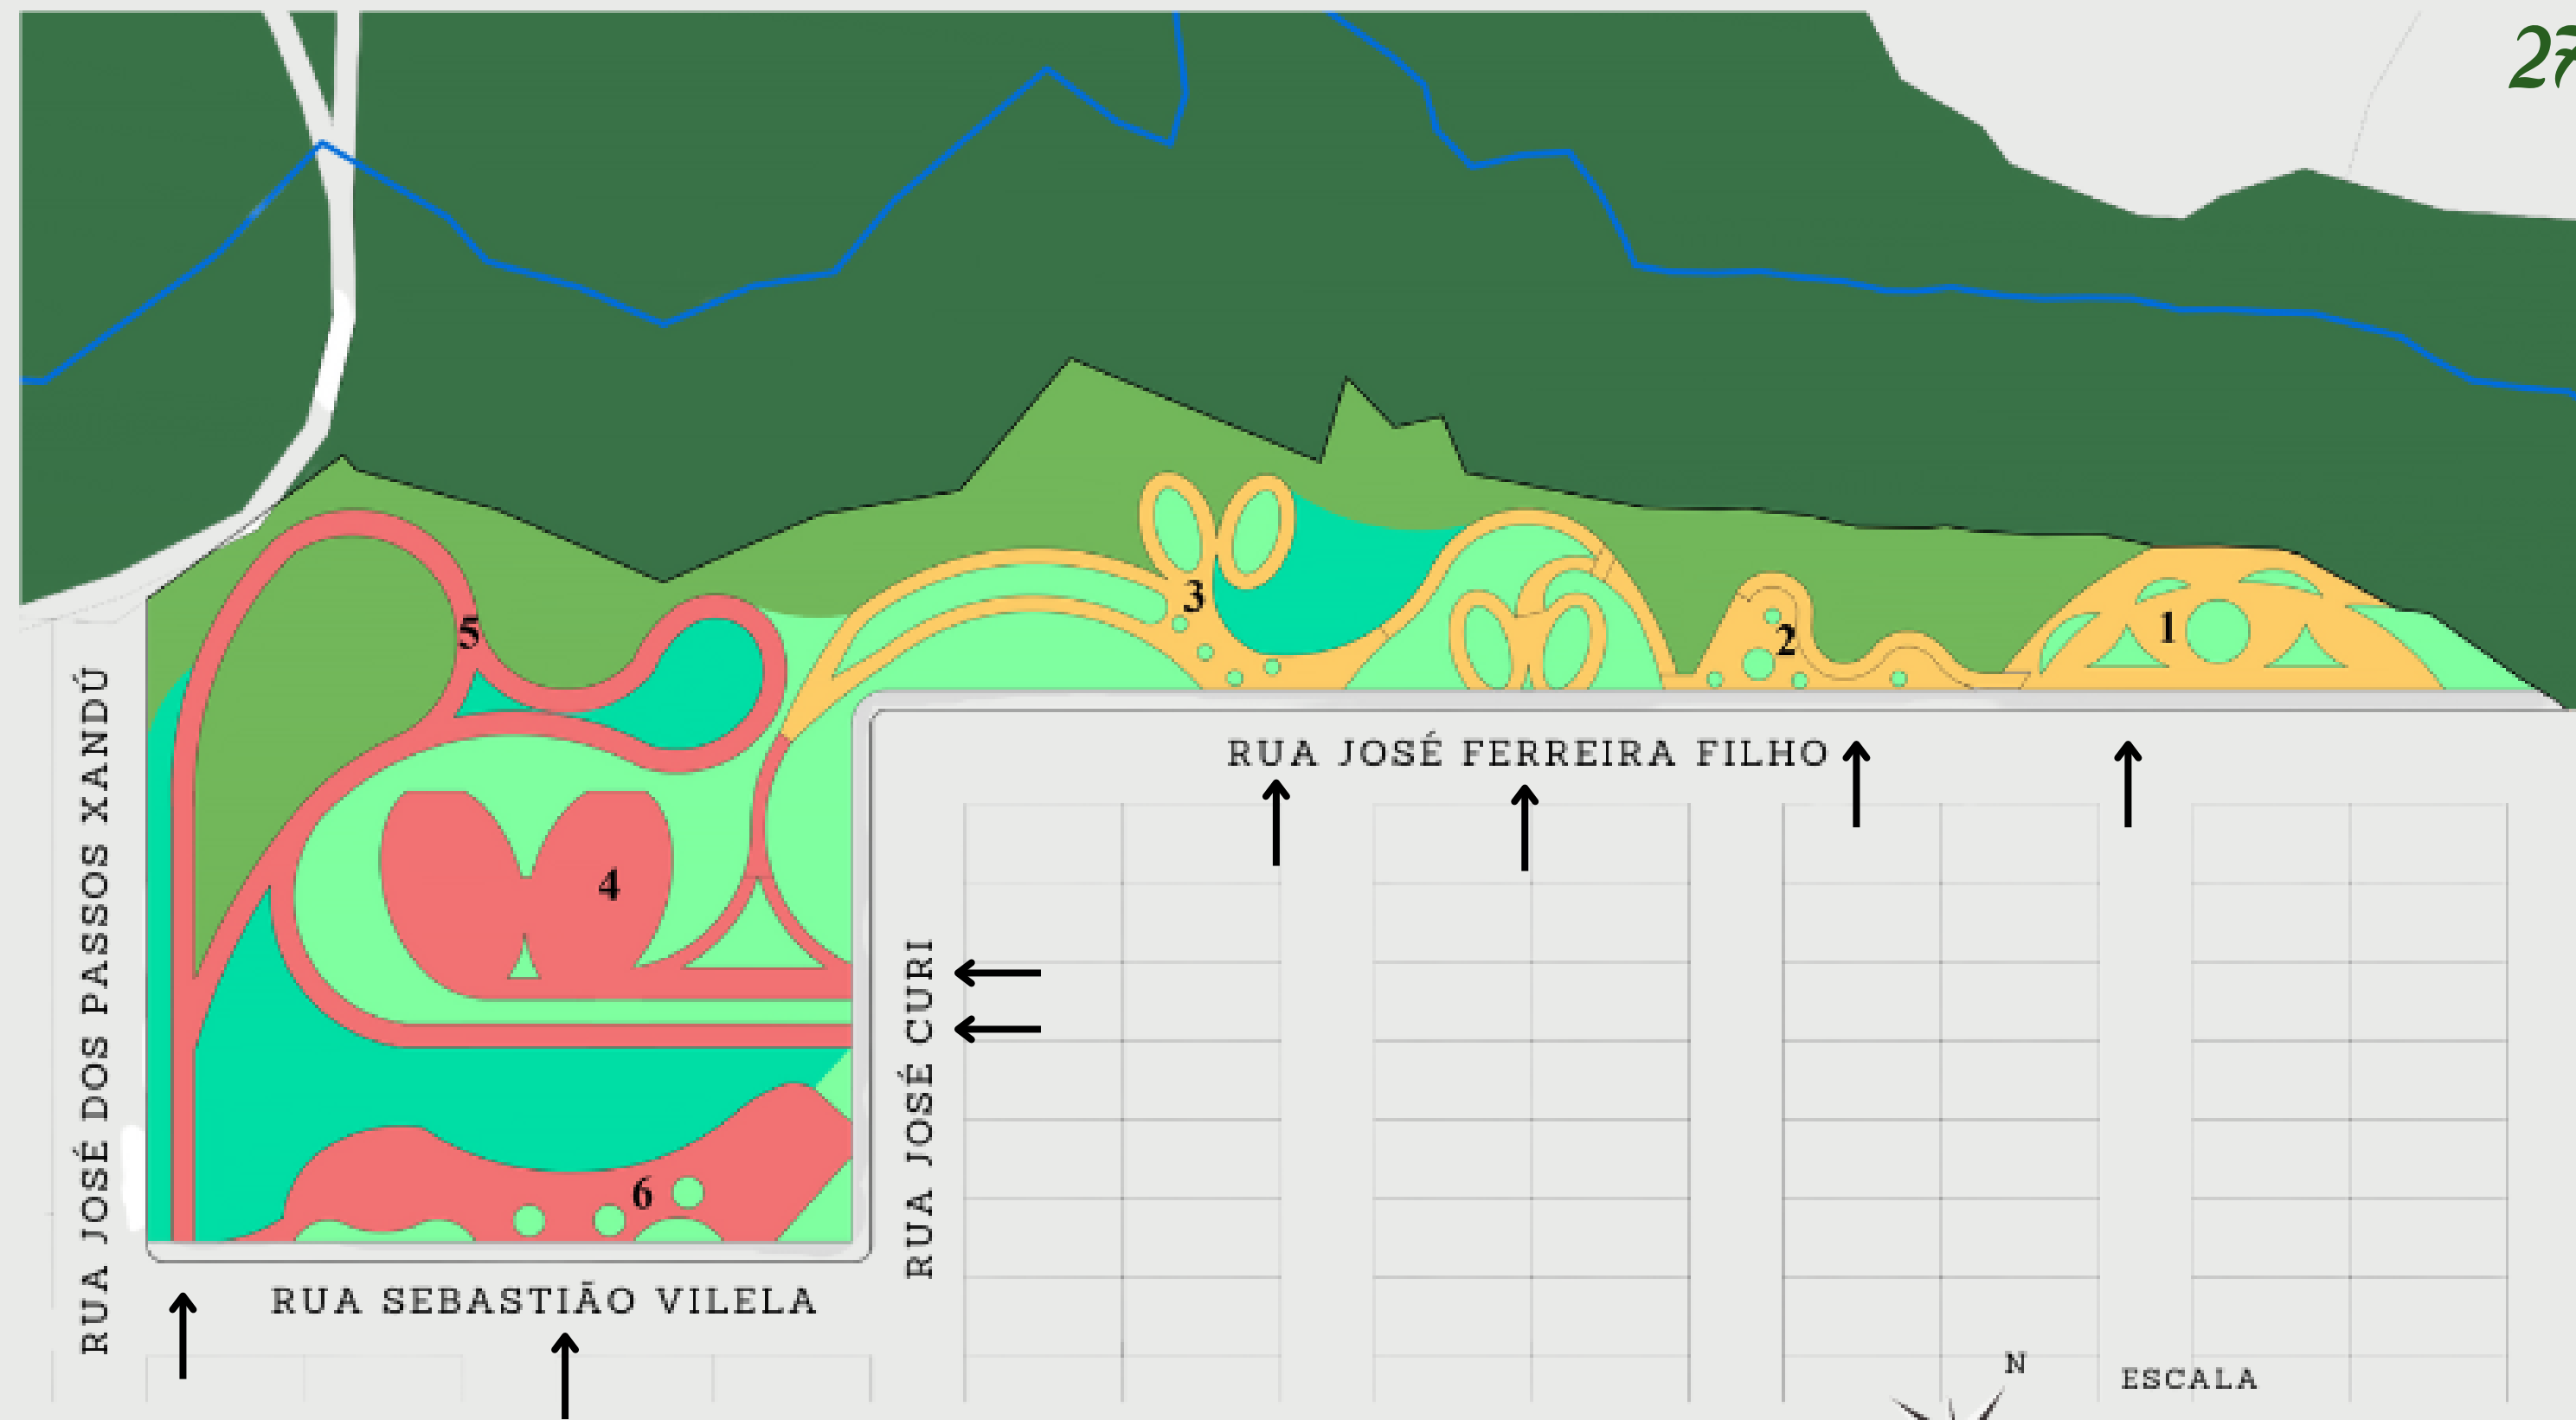 27
5
3
2
1
RUA JOSÉ FERREIRA FILHO
RUA JOSÉ DOS PASSOS XANDÚ
4
RUA JOSÉ CURI
6
RUA SEBASTIÃO VILELA
N
ESCALA